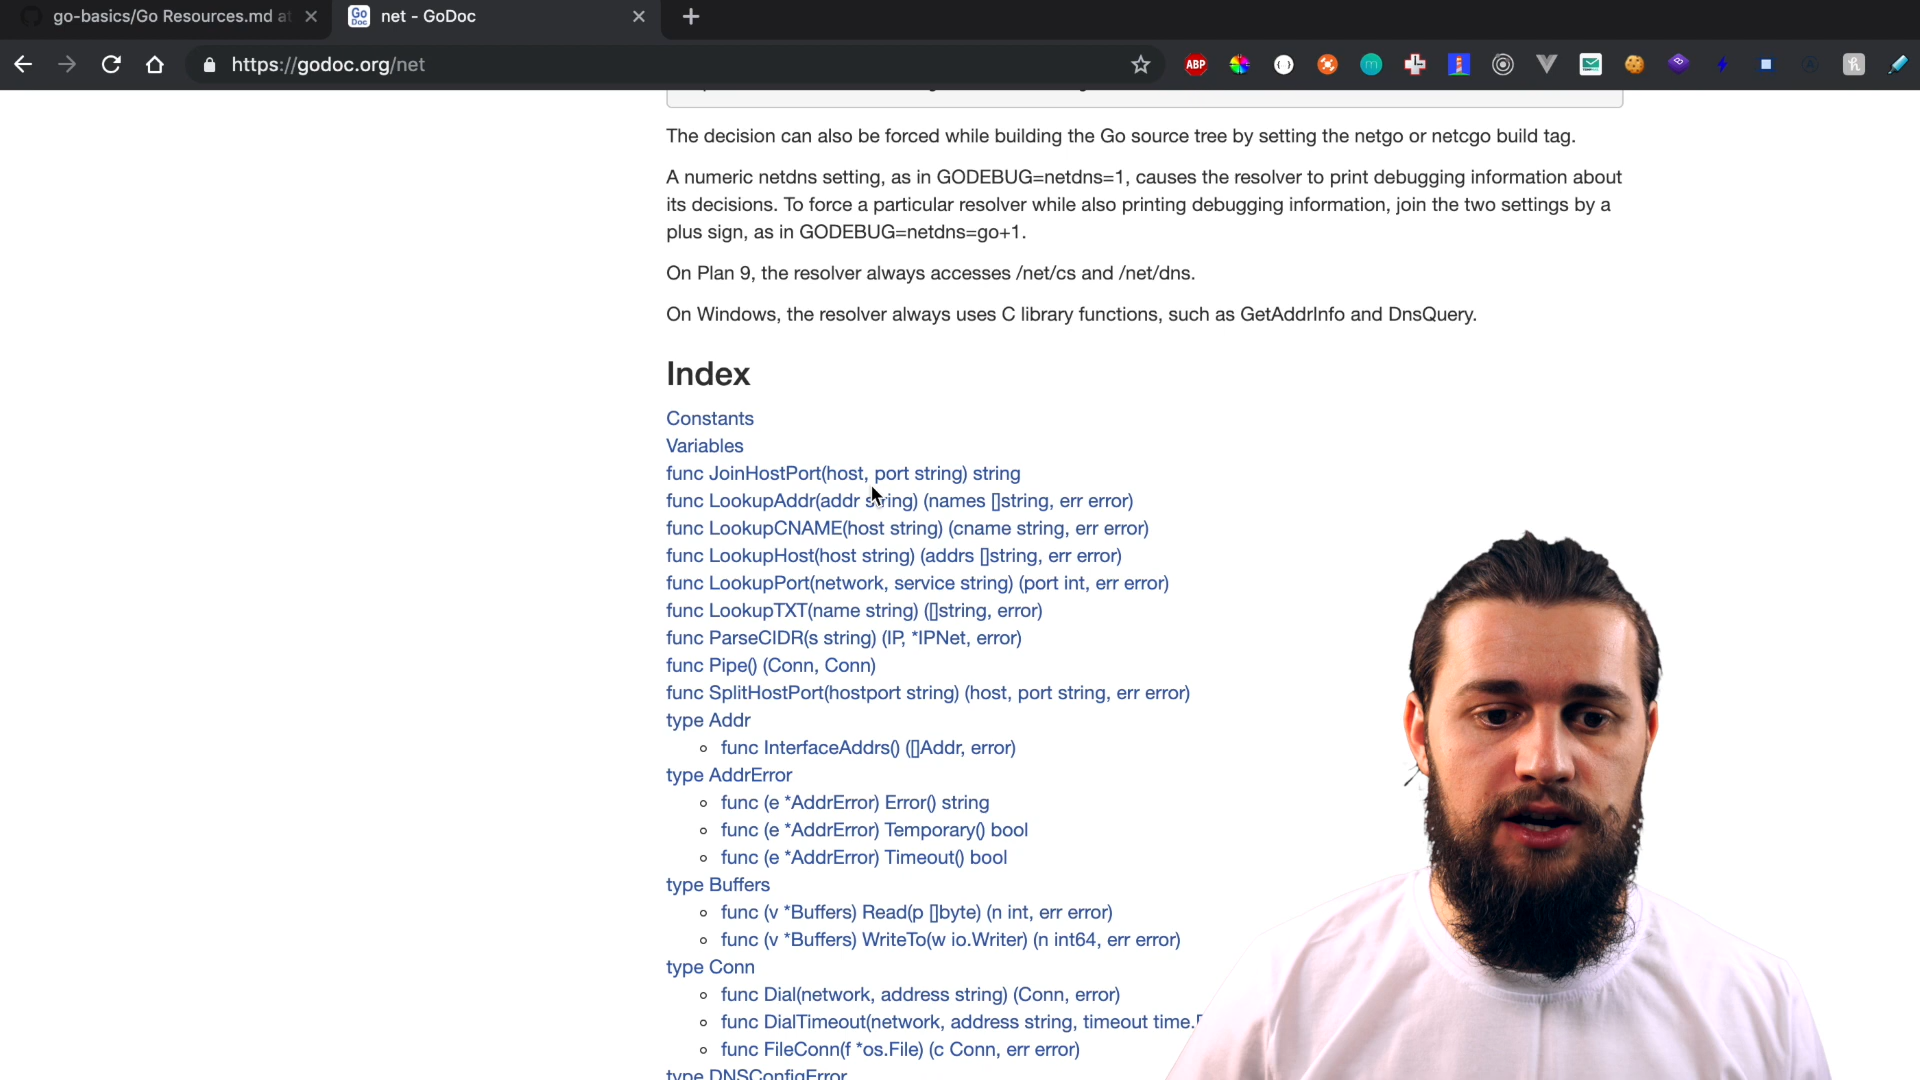 go-basics/Go Resources.md at
Go Doc
net - GoDoc
https://godoc.org/net
ABP
The decision can also be forced while building the Go source tree by setting the netgo or netcgo build tag.
A numeric netdns setting, as in GODEBUG=netdns=1, causes the resolver to print debugging information about
its decisions. To force a particular resolver while also printing debugging information, join the two settings by a
plus sign, as in GODEBUG=netdns=go+1.
On Plan 9, the resolver always accesses /net/cs and /net/dns.
On Windows, the resolver always uses C library functions, such as GetAddrInfo and DnsQuery.
Index
Constants
Variables
func JoinHostPort(host, port string) string
func LookupAddr(addr string) (names []string, err error)
func LookupCNAME(host string) (cname string, err error)
func LookupHost(host string) (addrs []string, err error)
func LookupPort(network, service string) (port int, err error)
func LookupTXT(name string) ([]string, error)
func ParseCIDR(s string) (IP, *IPNet, error)
func Pipe() (Conn, Conn)
func SplitHostPort(hostport string) (host, port string, err error)
type Addr
func InterfaceAddrs() ([]Addr, error)
type AddrError
func (e *AddrError) Error() string
func (e *AddrError) Temporary() bool
func (e *AddrError) Timeout() bool
type Buffers
func (v *Buffers) Read(p []byte) (n int, err error)
func (v *Buffers) WriteTo(w io.Writer) (n int64, err error)
type Conn
func Dial(network, address string) (Conn, error)
func DialTimeout(network, address string, timeout time.
func FileConn(f *os.File) (c Conn, err error)
type DNSConfigError